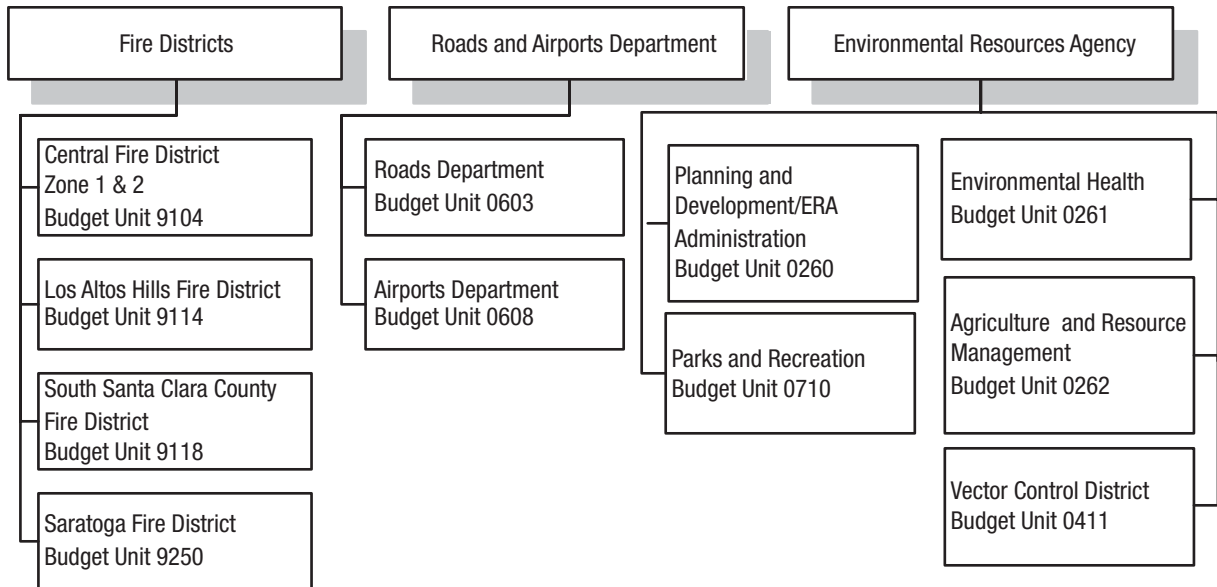 Fire Districts
Central Fire District
Zone 1 & 2
Budget Unit 9104
Los Altos Hills Fire District
Budget Unit 9114
South Santa Clara County
Fire District
Budget Unit 9118
Saratoga Fire District
Budget Unit 9250
Roads and Airports Department
Roads Department
Budget Unit 0603
Airports Department
Budget Unit 0608
Environmental Resources Agency
Planning and
Development/ERA
Administration
Budget Unit 0260
Parks and Recreation
Budget Unit 0710
Environmental Health
Budget Unit 0261
Agriculture and Resource
Management
Budget Unit 0262
Vector Control District
Budget Unit 0411